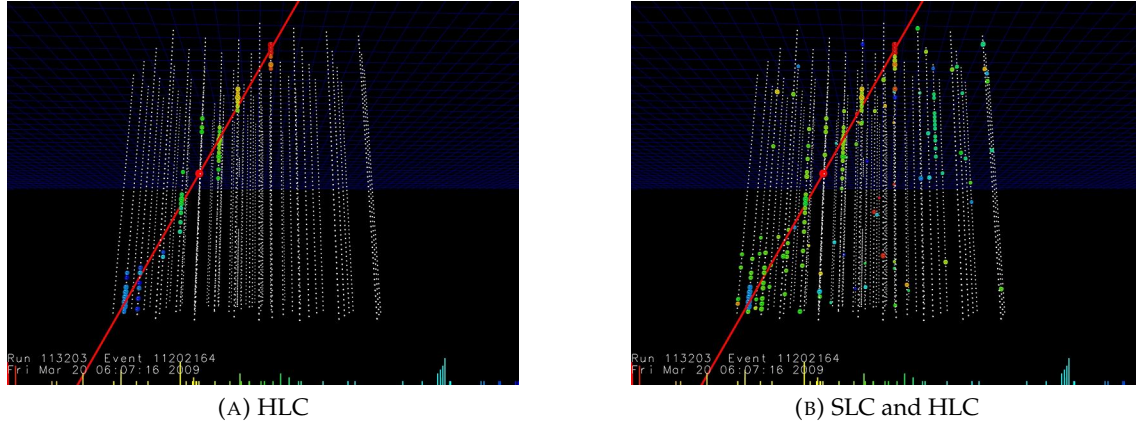 Run 113203 Event 11202164
Fri Mar 20 06:07:16 2009
(A) HLC
Run 113203 Event 11202164
Fri Mar 20 06:07:16 2009
(B) SLC and HLC